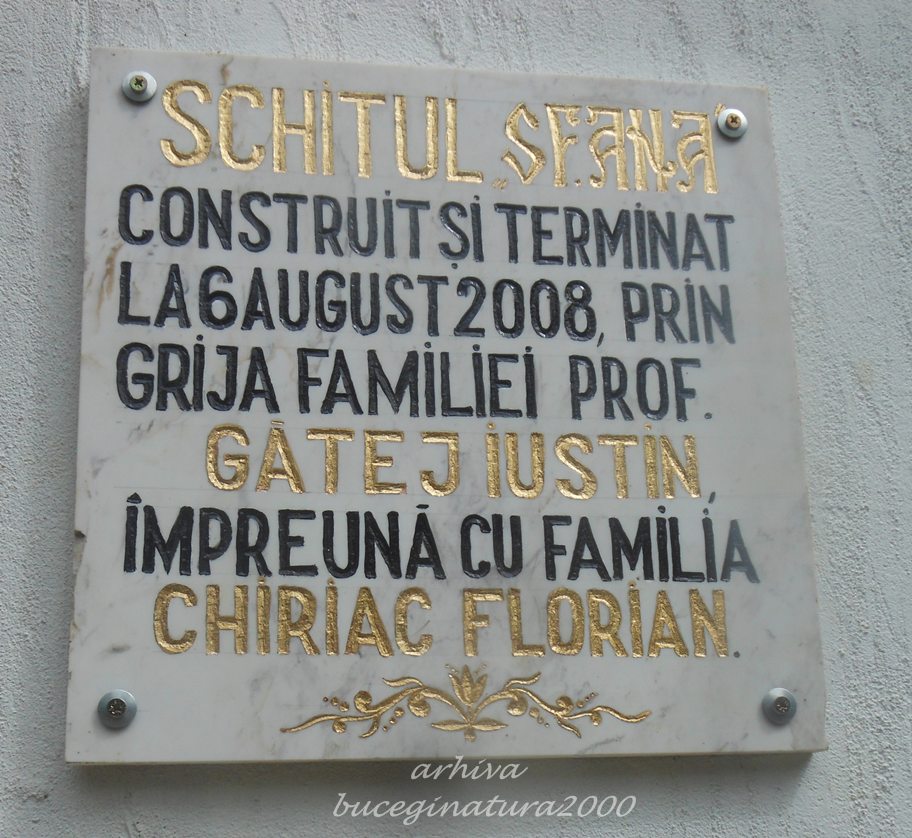 SCHITUL „SF.ANA”
CONSTRUIT ȘI TERMINAT
LA 6 AUGUST 2008, PRIN
GRIJA FAMILIEI PROF.
GĂTEJ IUSTIN,
ÎMPREUNĂ CU FAMILIA
CHIRIAC FLORIAN.
arhiva
buceginatura2000